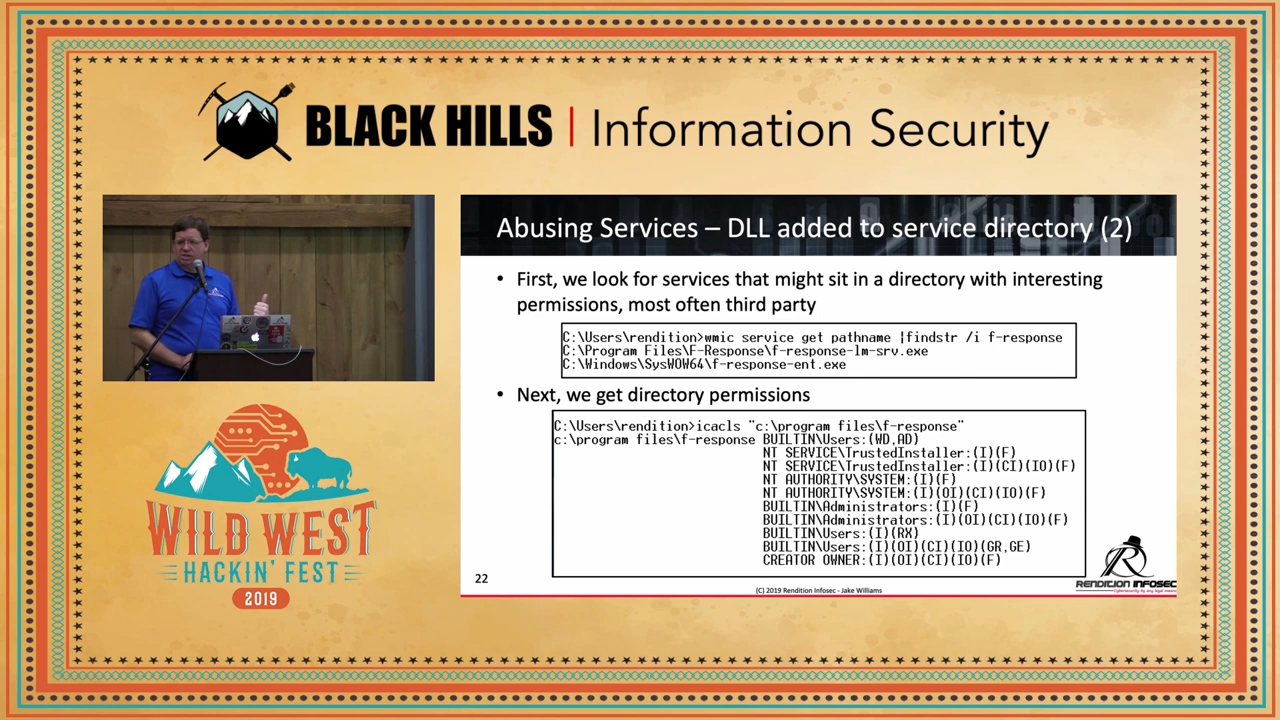 BLACK HILLS | Information Security
Abusing Services – DLL added to service directory (2)
• First, we look for services that might sit in a directory with interesting
permissions, most often third party
C:\Users\rendition>wmic service get pathname |findstr /i f-response
C:\Program Files\F-Response\f-response-lm-srv.exe
C:\Windows\SysWOW64\f-response-ent.exe
• Next, we get directory permissions
C:\Users\rendition>icacls "c:\program files\f-response"
c:\program files\f-response BUILTIN\Users:(WD,AD)
NT SERVICE\TrustedInstaller:(I)(F)
NT SERVICE\TrustedInstaller:(I)(CI)(IO)(F)
NT AUTHORITY\SYSTEM:(I)(F)
NT AUTHORITY\SYSTEM:(I)(OI)(CI)(IO)(F)
BUILTIN\Administrators:(I)(F)
BUILTIN\Administrators:(I)(OI)(CI)(IO)(F)
BUILTIN\Users:(I)(RX)
BUILTIN\Users:(I)(OI)(CI)(IO)(GR,GE)
CREATOR OWNER:(I)(OI)(CI)(IO)(F)
22
(C) 2019 Rendition Infosec - Jake Williams
R
RENDITION INFOSEC
Cybersecurity by any legal means
WILD WEST
HACKIN' FEST
2019